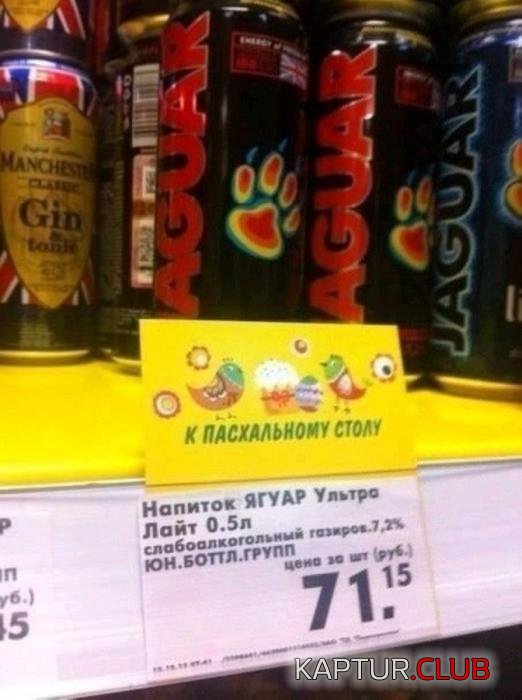 MANCHESTER
CLASSIC
Gin
&
tonic
JAGUAR
JAGUAR
JAGUAR
К ПАСХАЛЬНОМУ СТОЛУ
Напиток ЯГУАР Ультра
Лайт 0.5л
слабоалкогольный газиров.7,2%
ЮН.БОТТЛ.ГРУПП
цена за шт (руб.)
71.15
уб.)
45
KAPTUR.CLUB